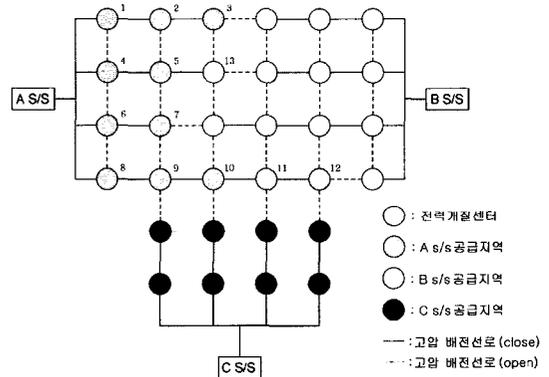 1 2 3
4 5 13
A S/S
B S/S
6 7
8 9 10 11 12
: 전력개질센터
: A s/s공급지역
: B s/s공급지역
: C s/s공급지역
: 고압 배전선로(close)
: 고압 배전선로(open)
C S/S